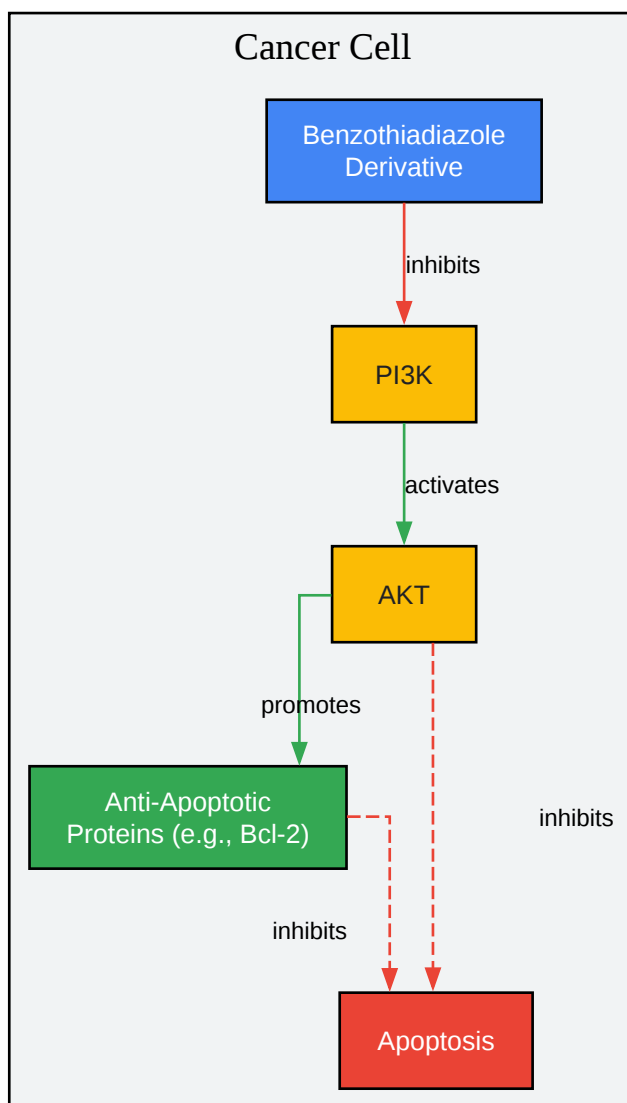 Cancer Cell
Benzothiadiazole
Derivative
inhibits
PI3K
activates
AKT
promotes
Anti-Apoptotic
Proteins (e.g., Bcl-2)
inhibits
inhibits
Apoptosis